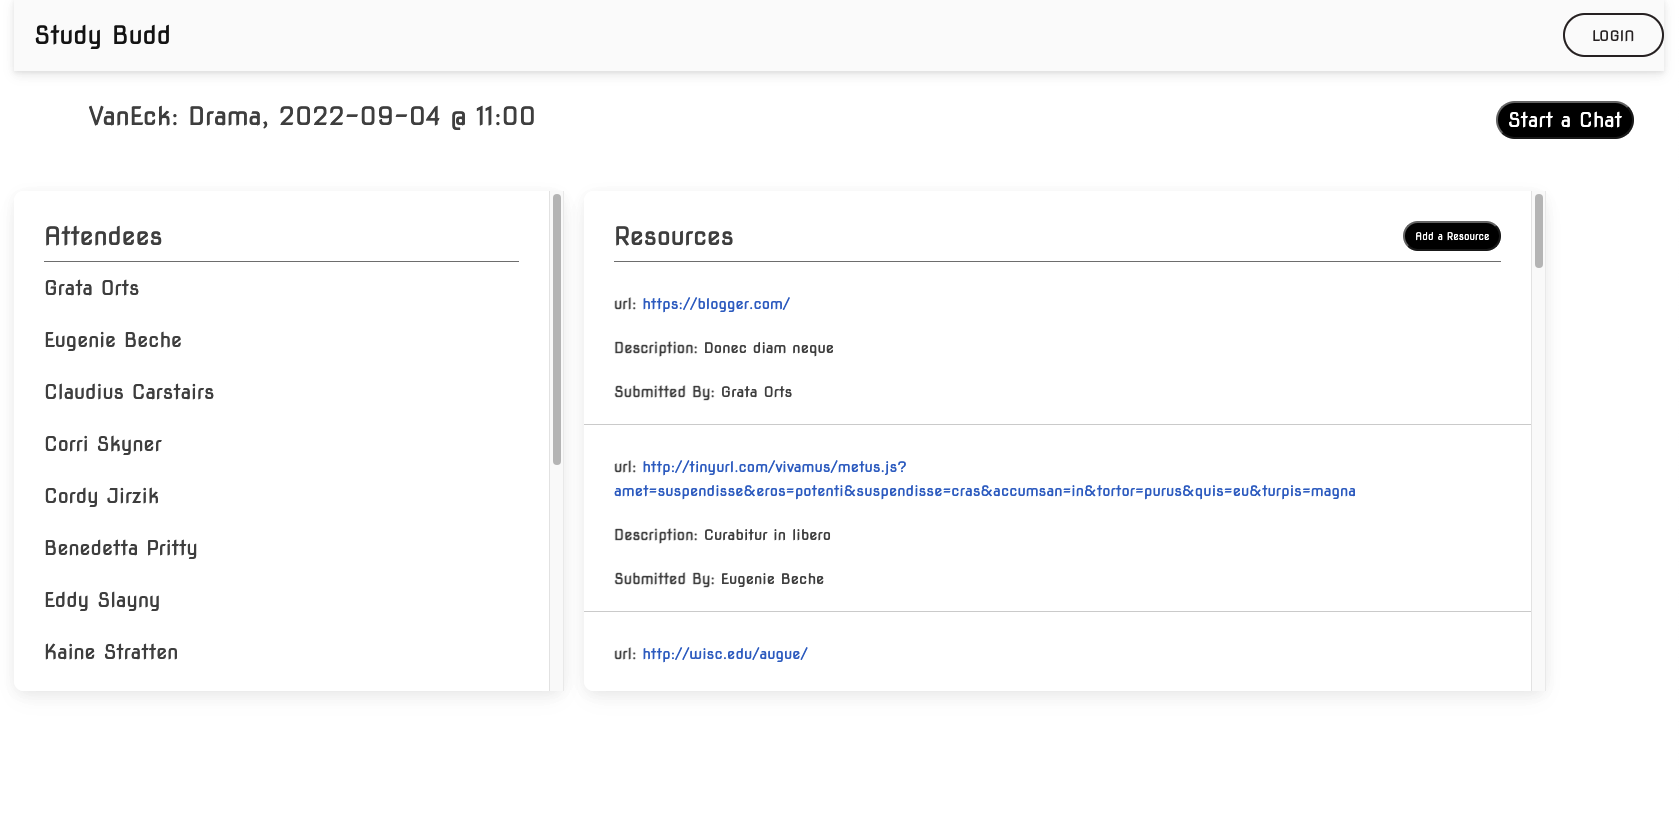 Study Budd
LOGIN
VanEck: Drama, 2022-09-04 @ 11:00
Start a Chat
Attendees
Grata Orts
Eugenie Beche
Claudius Carstairs
Corri Skyner
Cordy Jirzik
Benedetta Pritty
Eddy Slayny
Kaine Stratten
Resources
Add a Resource
url: https://blogger.com/
Description: Donec diam neque
Submitted By: Grata Orts
url: http://tinyurl.com/vivamus/metus.js?
amet=suspendisse&eros=potenti&suspendisse=cras&accumsan=in&tortor=purus&quis=eu&turpis=magna
Description: Curabitur in libero
Submitted By: Eugenie Beche
url: http://wisc.edu/augue/